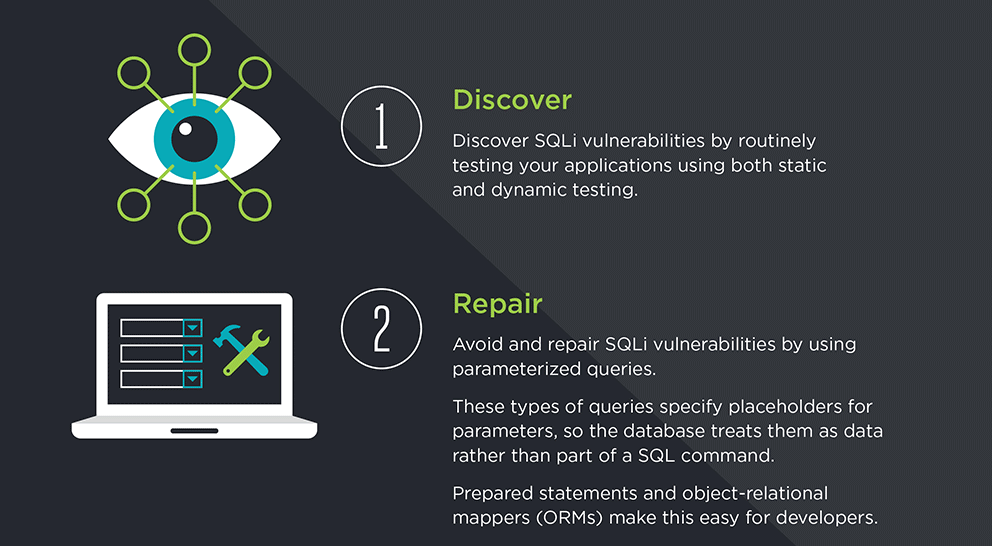 1
Discover
Discover SQLi vulnerabilities by routinely
testing your applications using both static
and dynamic testing.
2
Repair
Avoid and repair SQLi vulnerabilities by using
parameterized queries.
These types of queries specify placeholders for
parameters, so the database treats them as data
rather than part of a SQL command.
Prepared statements and object-relational
mappers (ORMs) make this easy for developers.